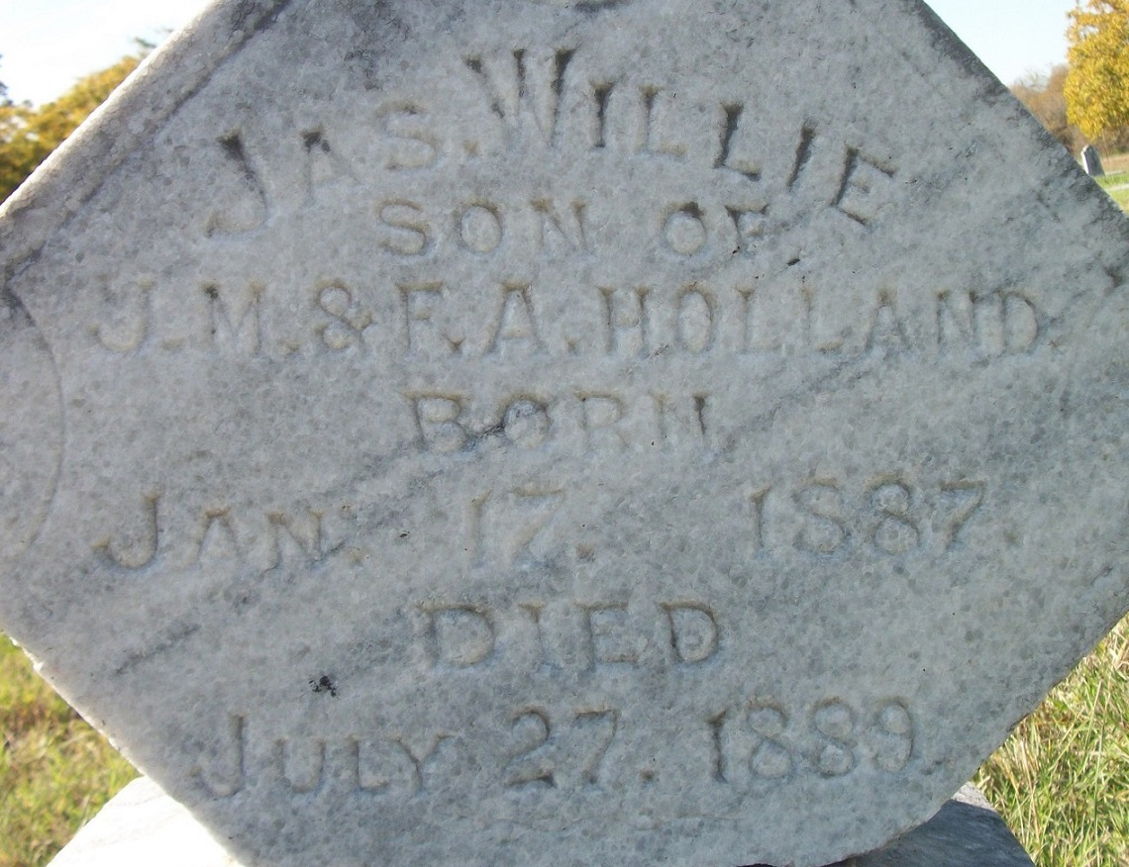 JAS. WILLIE
SON OF
J.M. & F.A. HOLLAND.
BORN
JAN. 17. 1887.
DIED
JULY 27. 1889.